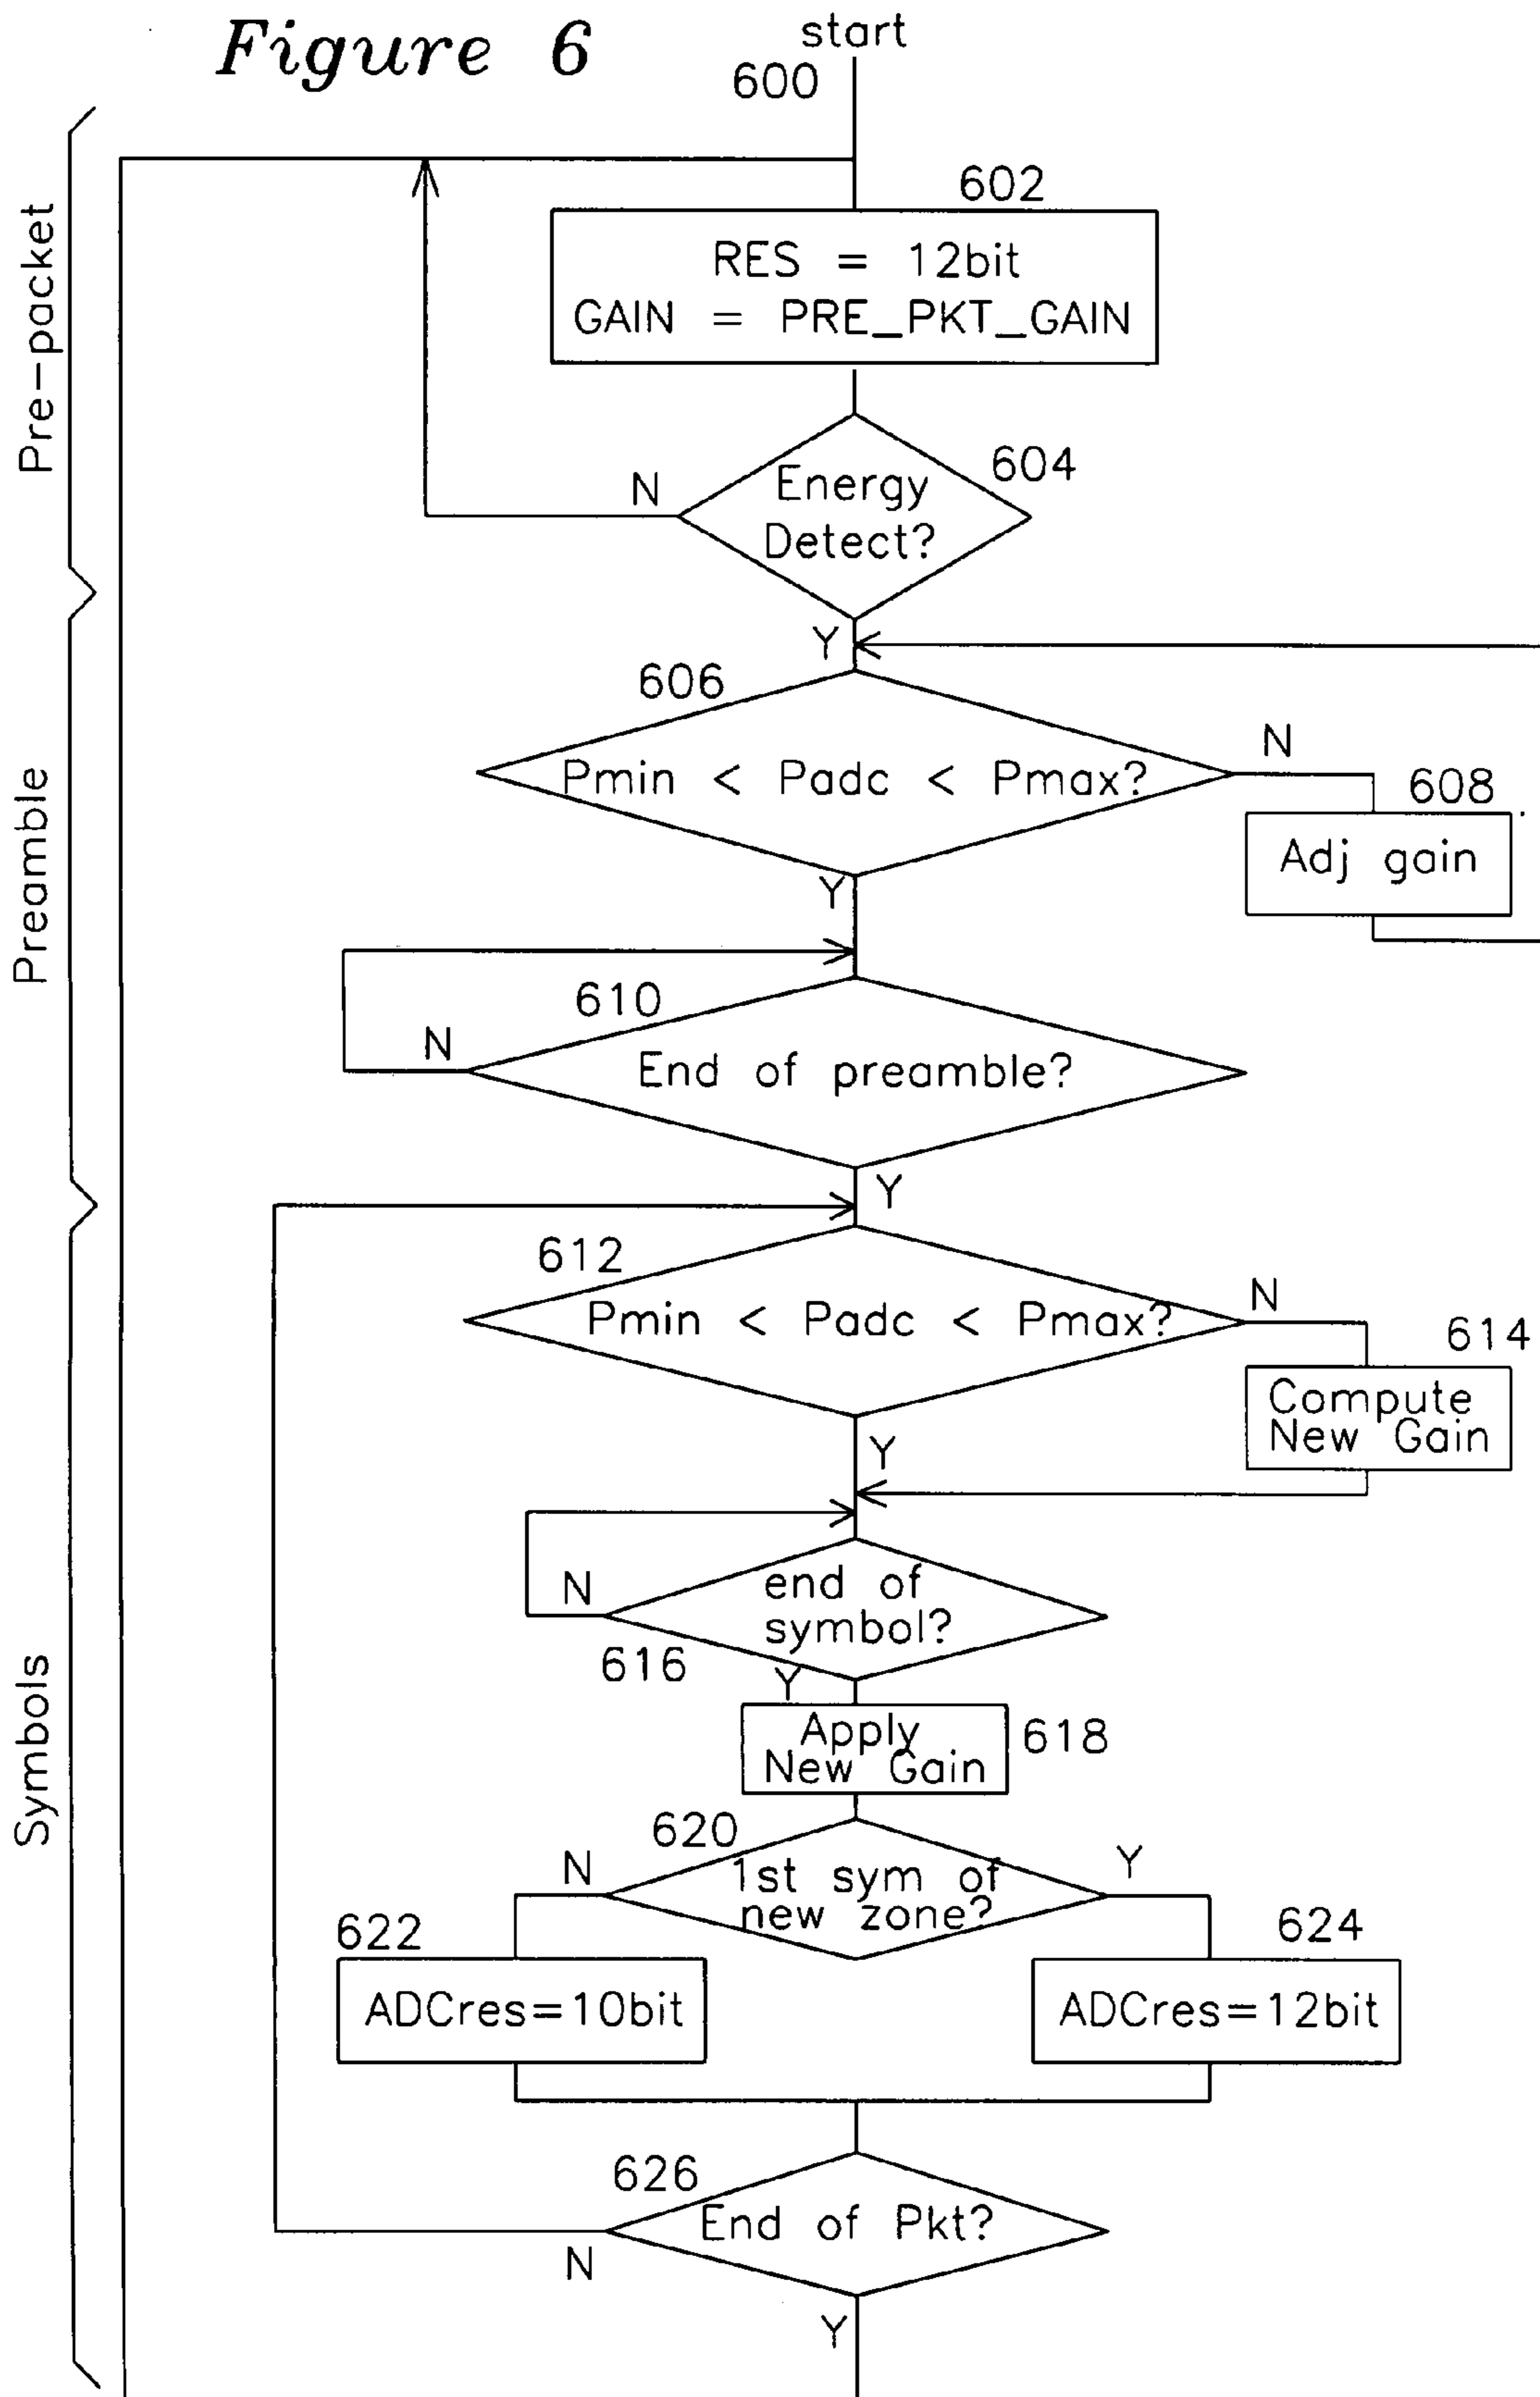 Figure 6
start
600
602
RES = 12bit
GAIN = PRE_PKT_GAIN
Pre-packet
604
Energy
Detect?
N
Y
606
Pmin < Padc < Pmax?
N
608
Adj gain
Y
Preamble
610
End of preamble?
N
Y
612
Pmin < Padc < Pmax?
N
614
Compute
New Gain
Y
end of
symbol?
N
616
Y
Apply
New Gain
618
Symbols
620
1st sym of
new zone?
N
Y
622
ADCres=10bit
624
ADCres=12bit
626
End of Pkt?
N
Y